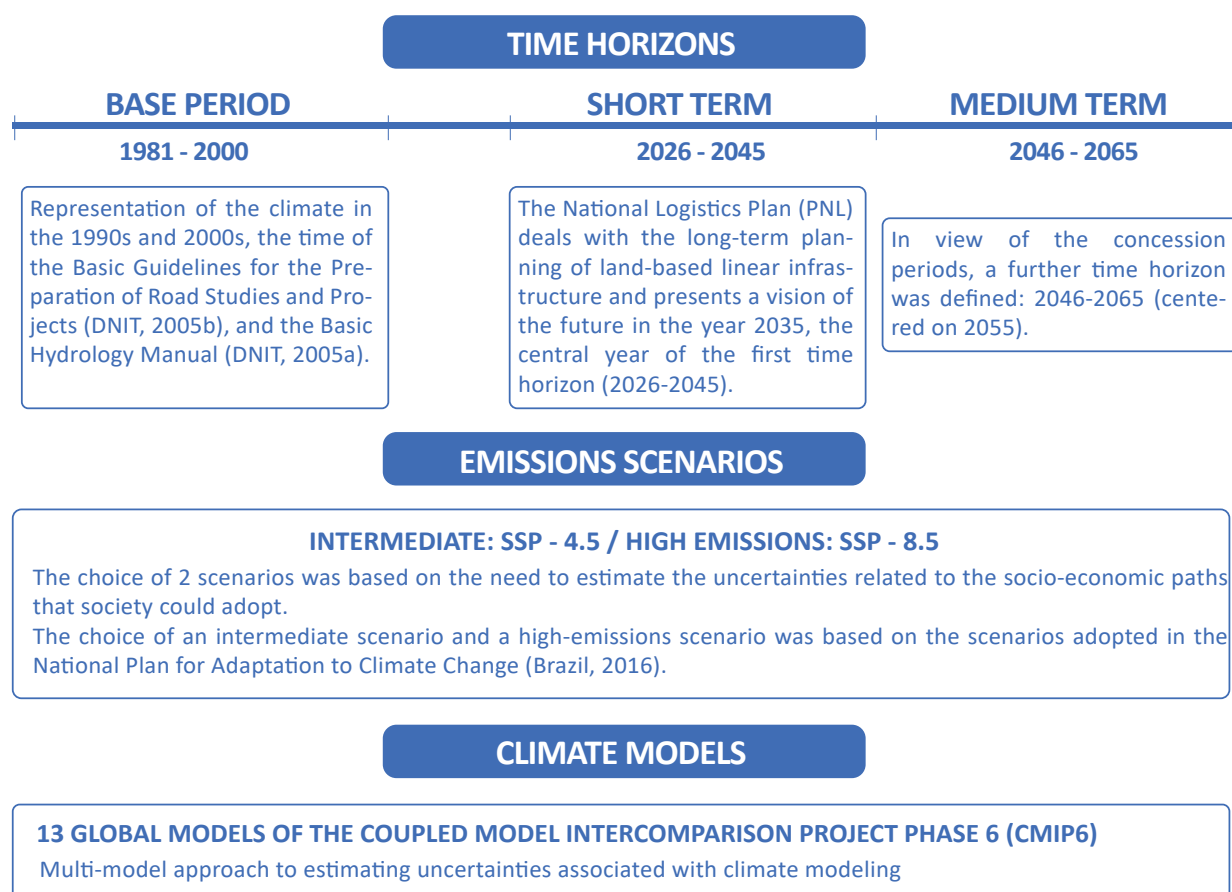 TIME HORIZONS
BASE PERIOD
1981 - 2000
Representation of the climate in
the 1990s and 2000s, the time of
the Basic Guidelines for the Pre-
paration of Road Studies and Pro-
jects (DNIT, 2005b), and the Basic
Hydrology Manual (DNIT, 2005a).
SHORT TERM
2026 - 2045
The National Logistics Plan (PNL)
deals with the long-term plan-
ning of land-based linear infras-
tructure and presents a vision of
the future in the year 2035, the
central year of the first time
horizon (2026-2045).
MEDIUM TERM
2046 - 2065
In view of the concession
periods, a further time horizon
was defined: 2046-2065 (cente-
red on 2055).
EMISSIONS SCENARIOS
INTERMEDIATE: SSP - 4.5 / HIGH EMISSIONS: SSP - 8.5
The choice of 2 scenarios was based on the need to estimate the uncertainties related to the socio-economic paths
that society could adopt.
The choice of an intermediate scenario and a high-emissions scenario was based on the scenarios adopted in the
National Plan for Adaptation to Climate Change (Brazil, 2016).
CLIMATE MODELS
13 GLOBAL MODELS OF THE COUPLED MODEL INTERCOMPARISON PROJECT PHASE 6 (CMIP6)
Multi-model approach to estimating uncertainties associated with climate modeling